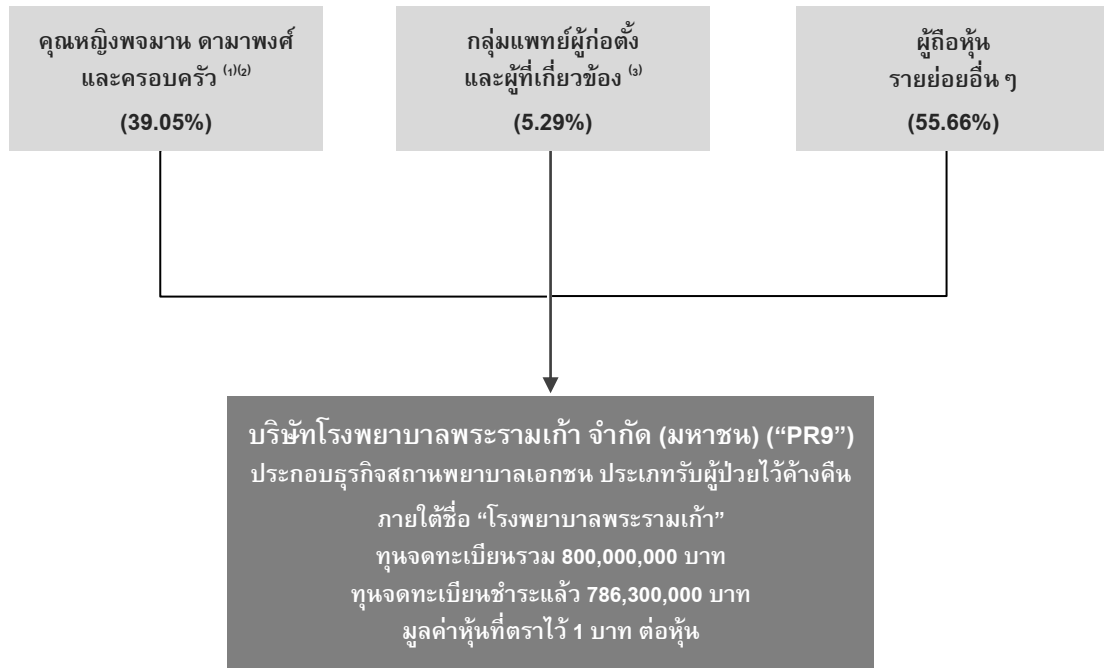 คุณหญิงพจมาน ดามาพงศ์
และครอบครัว ⁽¹⁾⁽²⁾
(39.05%)
กลุ่มแพทย์ผู้ก่อตั้ง
และผู้ที่เกี่ยวข้อง ⁽³⁾
(5.29%)
ผู้ถือหุ้น
รายย่อยอื่น ๆ
(55.66%)
บริษัทโรงพยาบาลพระรามเก้า จำกัด (มหาชน) (“PR9”)
ประกอบธุรกิจสถานพยาบาลเอกชน ประเภทรับผู้ป่วยไว้ค้างคืน
ภายใต้ชื่อ “โรงพยาบาลพระรามเก้า”
ทุนจดทะเบียนรวม 800,000,000 บาท
ทุนจดทะเบียนชำระแล้ว 786,300,000 บาท
มูลค่าหุ้นที่ตราไว้ 1 บาท ต่อหุ้น